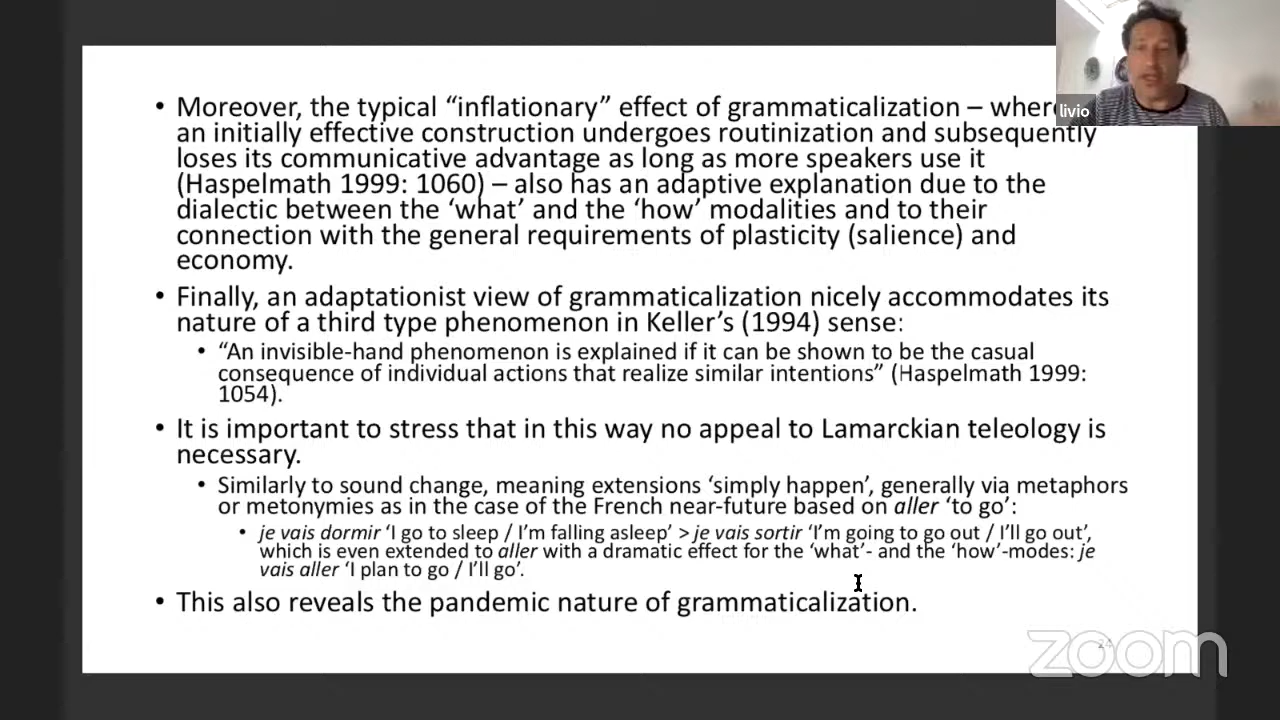 • Moreover, the typical “inflationary” effect of grammaticalization – where
an initially effective construction undergoes routinization and subsequently
loses its communicative advantage as long as more speakers use it
(Haspelmath 1999: 1060) – also has an adaptive explanation due to the
dialectic between the ‘what’ and the ‘how’ modalities and to their
connection with the general requirements of plasticity (salience) and
economy.
• Finally, an adaptationist view of grammaticalization nicely accommodates its
nature of a third type phenomenon in Keller’s (1994) sense:
• “An invisible-hand phenomenon is explained if it can be shown to be the casual
consequence of individual actions that realize similar intentions” (Haspelmath 1999:
1054).
• It is important to stress that in this way no appeal to Lamarckian teleology is
necessary.
• Similarly to sound change, meaning extensions ‘simply happen’, generally via metaphors
or metonymies as in the case of the French near-future based on aller ‘to go’:
• je vais dormir ‘I go to sleep / I’m falling asleep’ > je vais sortir ‘I’m going to go out / I’ll go out’,
which is even extended to aller with a dramatic effect for the ‘what’- and the ‘how’-modes: je
vais aller ‘I plan to go / I’ll go’.
• This also reveals the pandemic nature of grammaticalization.
livio
24
zoom